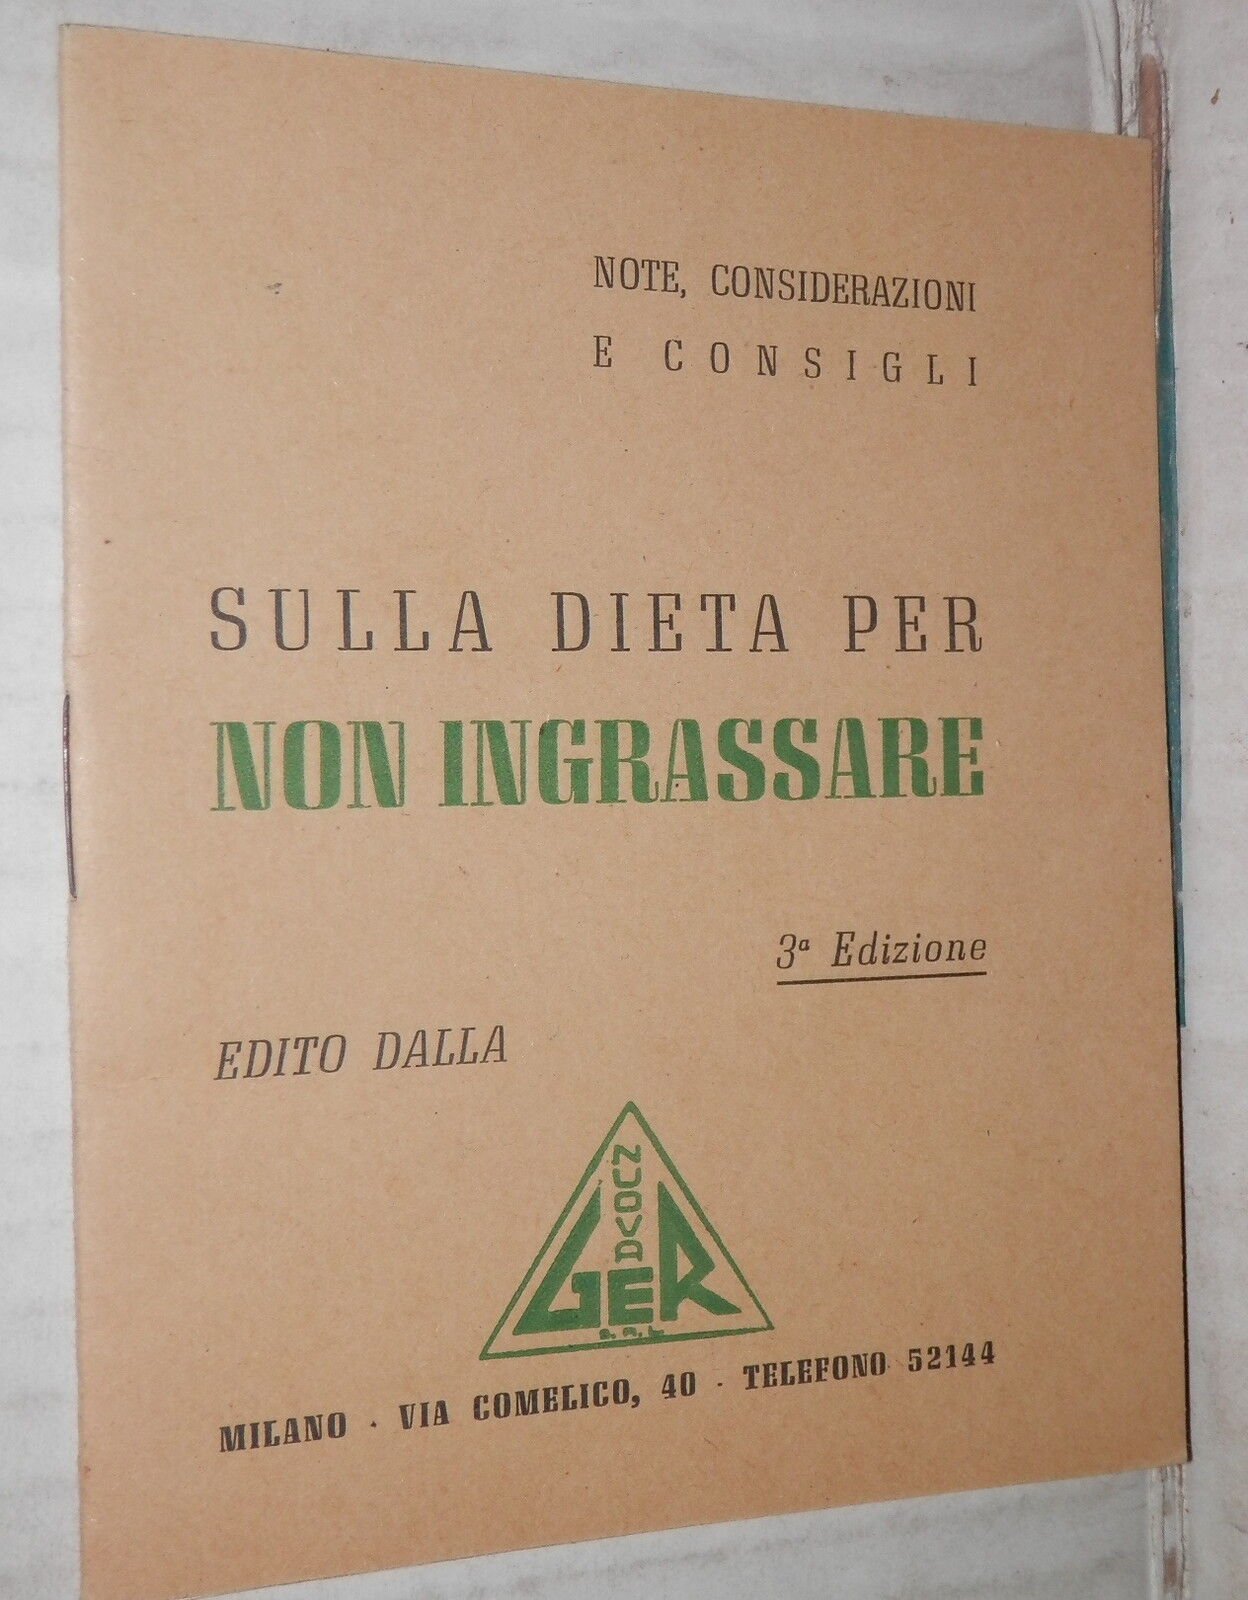 NOTE, CONSIDERAZIONI
E CONSIGLI
SULLA DIETA PER
NON INGRASSARE
3ª Edizione
EDITO DALLA
NUOVA
GER
S.R.L
MILANO · VIA COMELICO, 40 · TELEFONO 52144